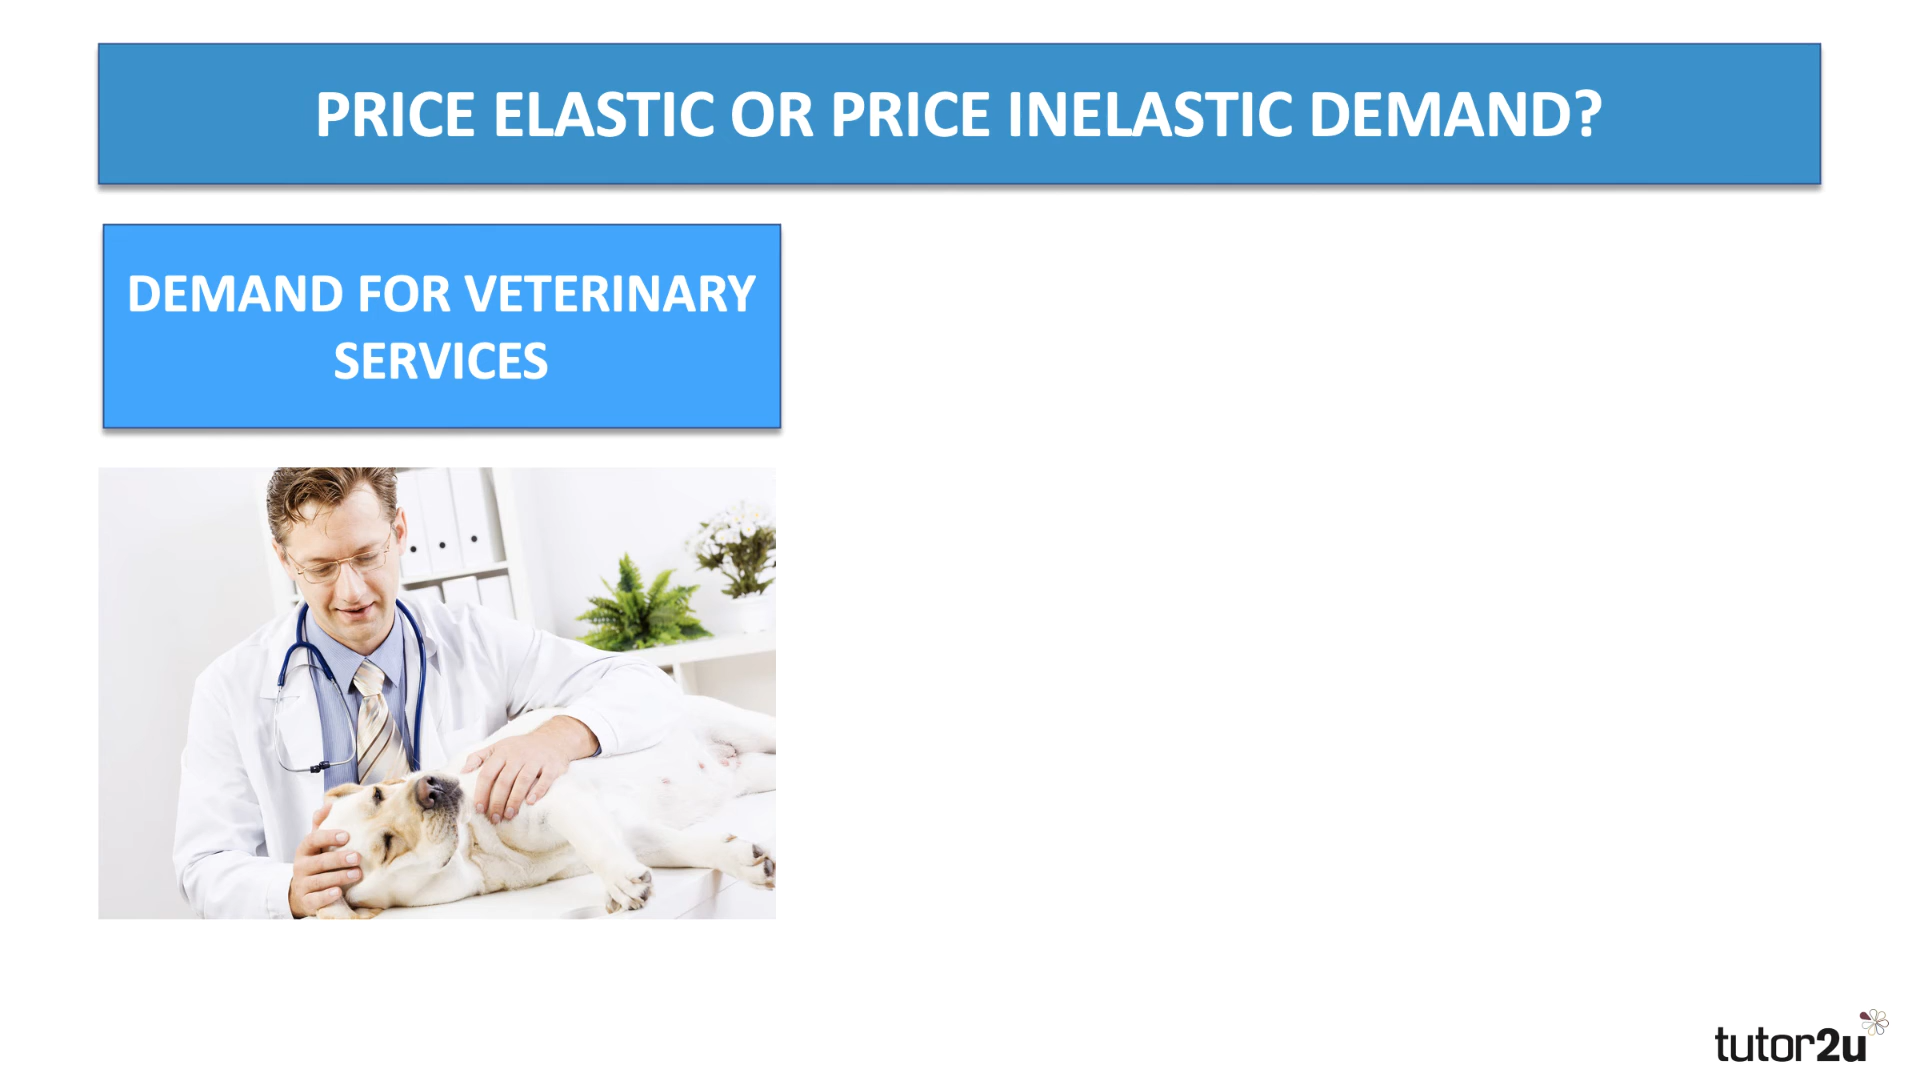 PRICE ELASTIC OR PRICE INELASTIC DEMAND?
DEMAND FOR VETERINARY
SERVICES
tutor2u